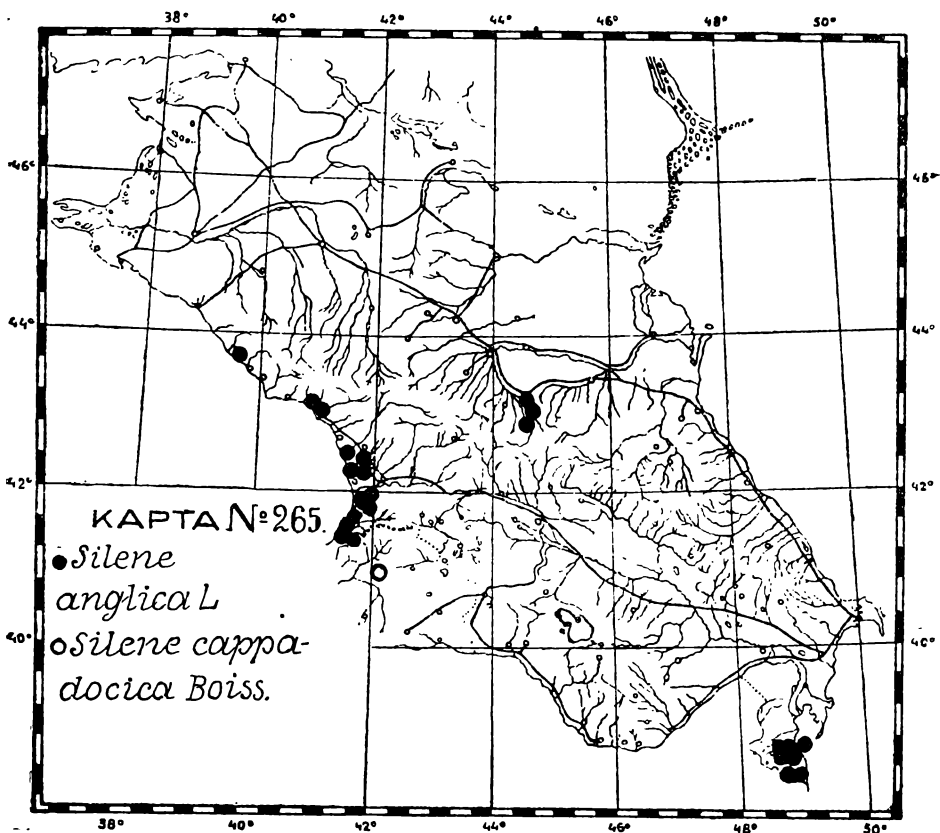 38° 40° 42° 44° 46° 48° 50°
46° 46°
44° 44°
42° 42°
КАРТА № 265.
Silene
anglica L
40° 40°
Silene cappa-
docica Boiss.
38° 40° 42° 44° 46° 48° 50°